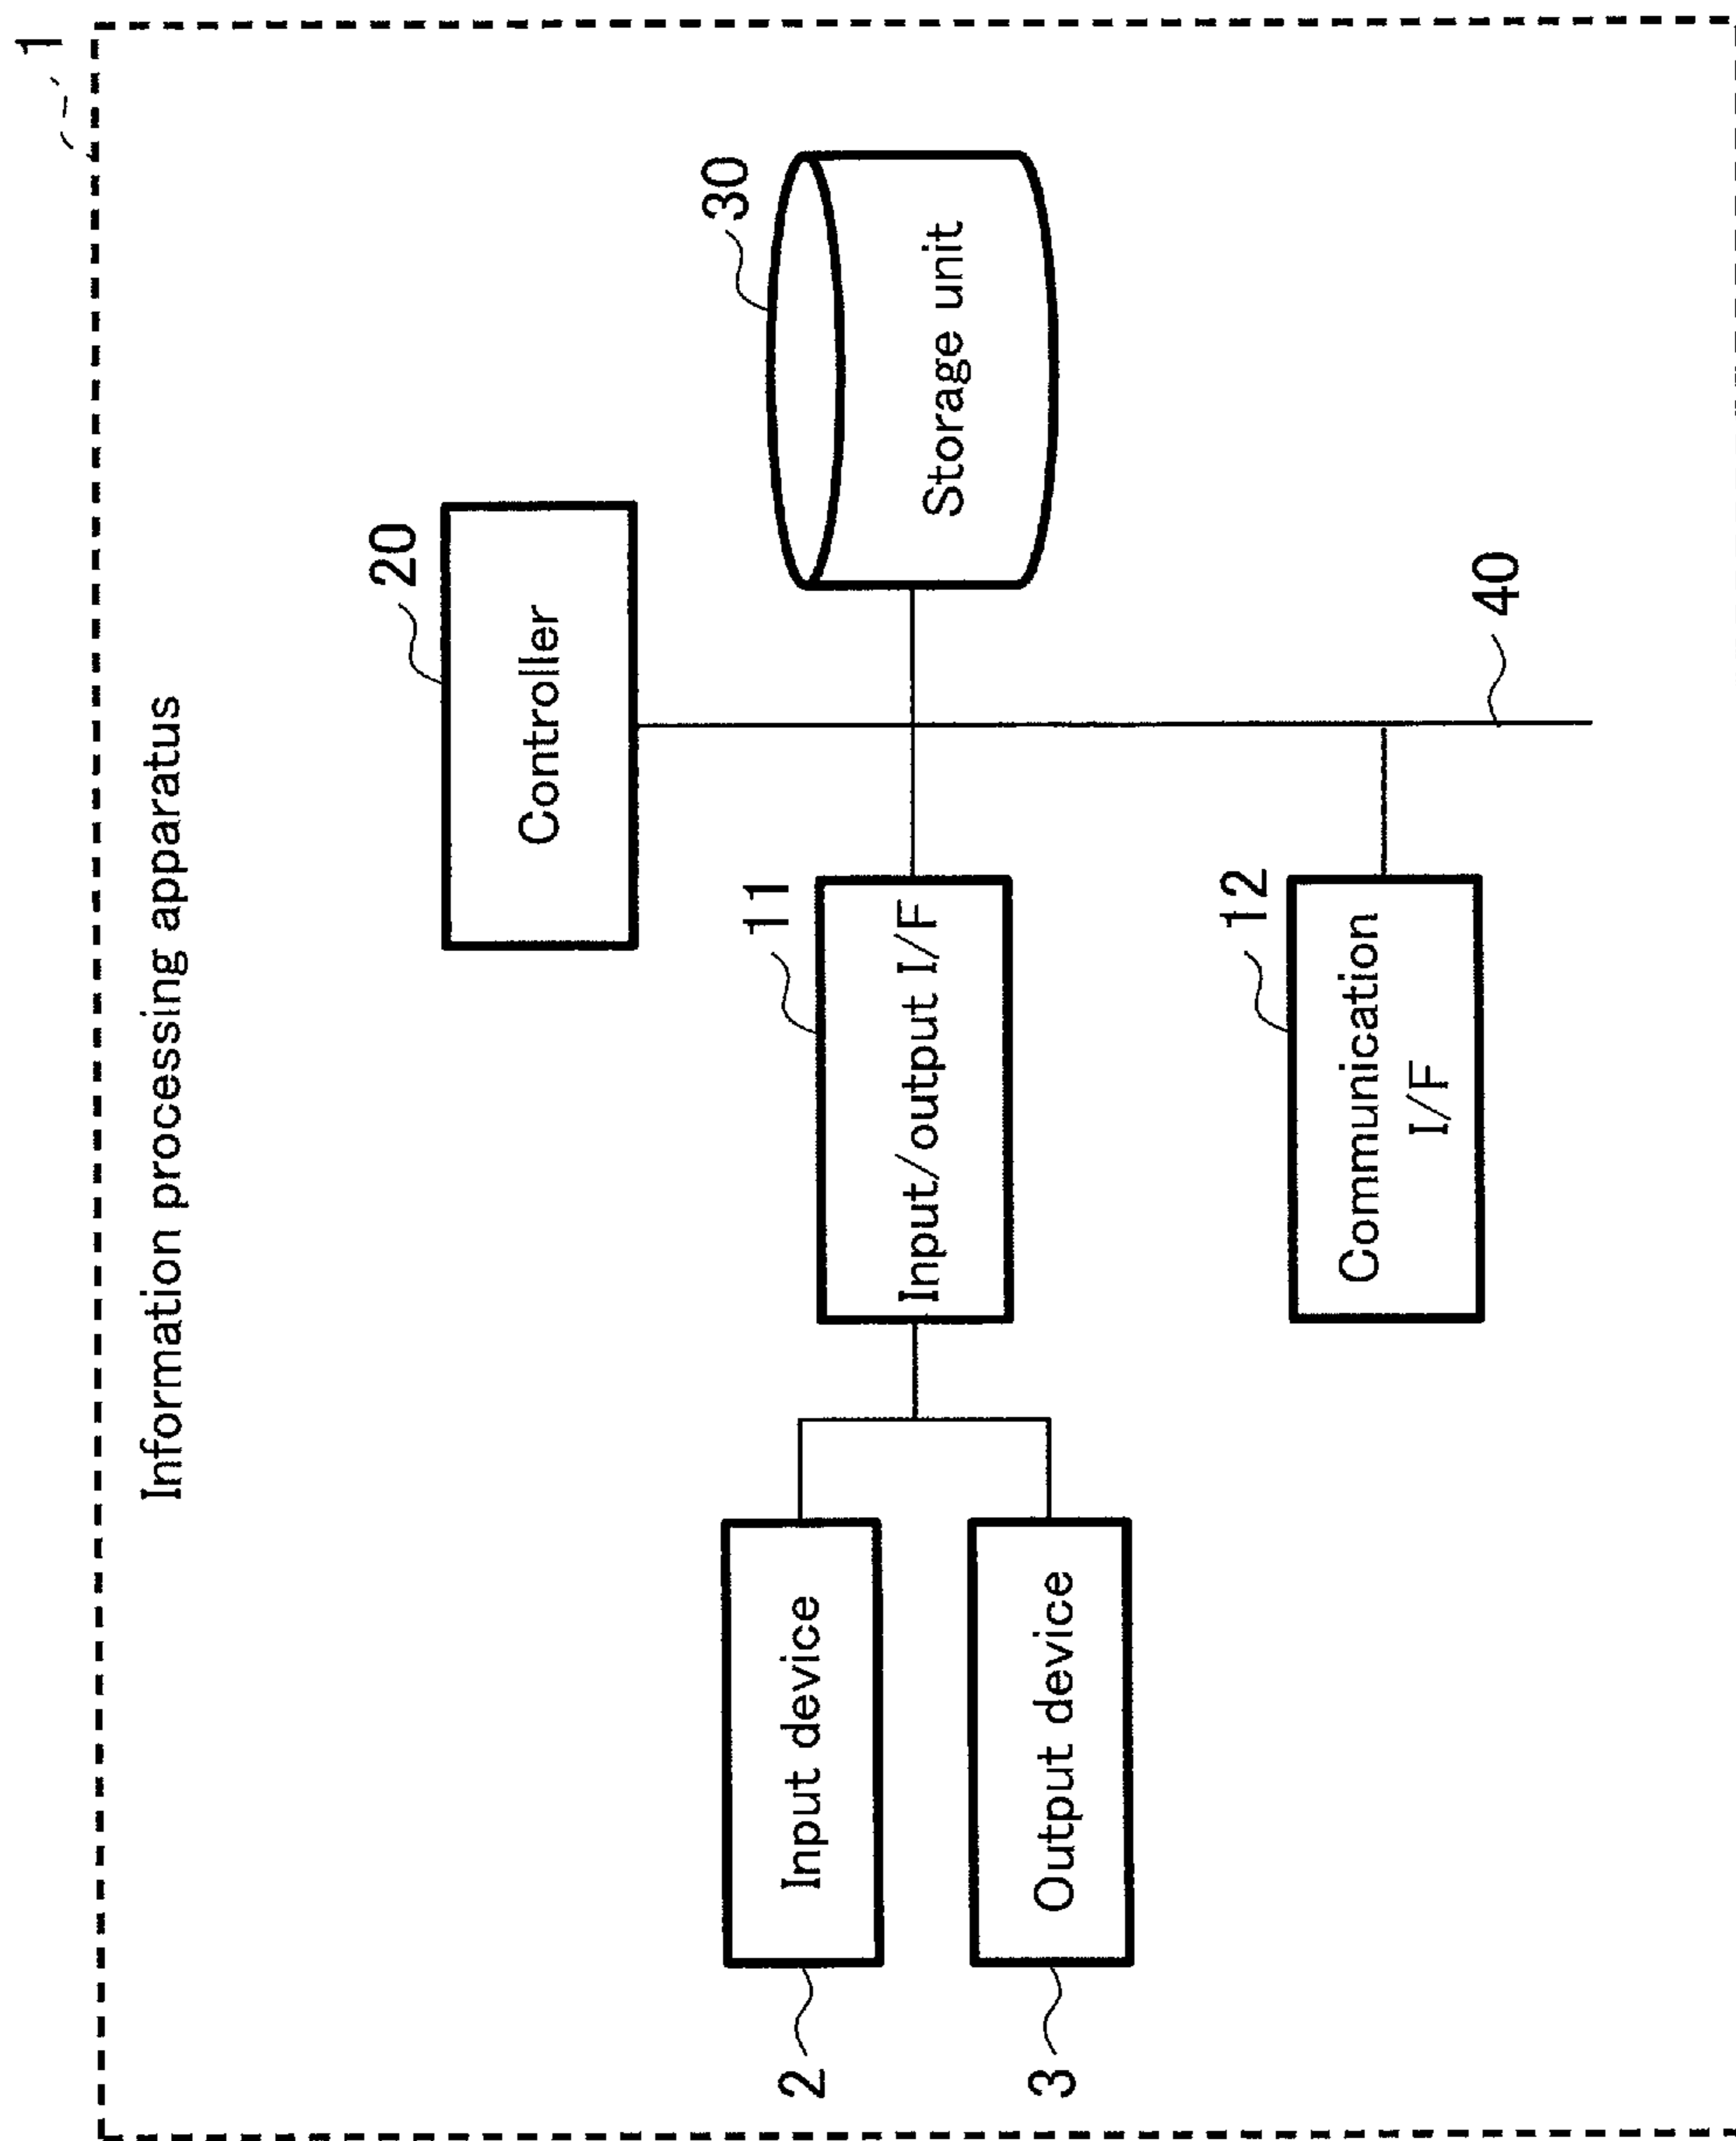 1
Information processing apparatus
20
Controller
30
Storage unit
11
Input/output I/F
2
Input device
3
Output device
12
Communication
I/F
40